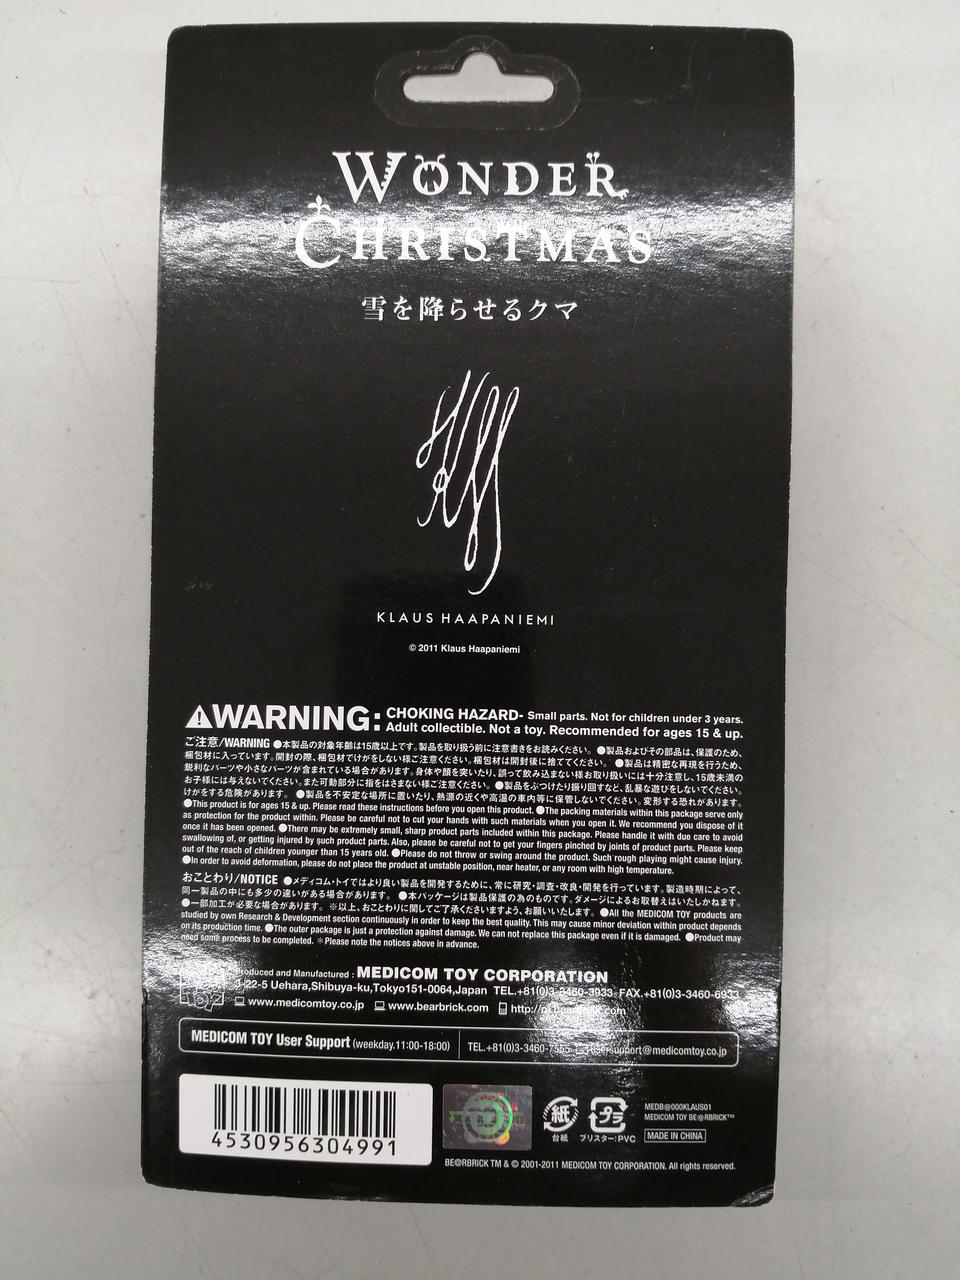 WONDER
CHRISTMAS
雪を降らせるクマ
KLAUS HAAPANIEMI
© 2011 Klaus Haapaniemi
WARNING: CHOKING HAZARD- Small parts. Not for children under 3 years.
Adult collectible. Not a toy. Recommended for ages 15 & up.
ご注意/WARNING ●本製品の対象年齢は15歳以上です。製品を取り扱う前に注意書きをお読みください。 ●製品およびその部品は、保護のため、
梱包材に入っています。開封の際、梱包材でけがをしない様ご注意ください。梱包材は開封後に捨ててください。 ●製品は精密な再現を行うため、
鋭利なパーツや小さなパーツが含まれている場合があります。身体や顔を突いたり、誤って飲み込まない様お取り扱いには十分注意し、15歳未満の
お子様には与えないでください。また可動部分に指をはさまない様ご注意ください。 ●製品をぶつけたり振り回すなど、乱暴な遊びをしないでください。
けがをする危険があります。 ●製品を不安定な場所に置いたり、熱源の近くや高温の車内等に保管しないでください。変形する恐れがあります。
●This product is for ages 15 & up. Please read these instructions before you open this product. ●The packing materials within this package serve only
as protection for the product within. Please be careful not to cut your hands with such materials when you open it. We recommend you dispose of it
once it has been opened. ●There may be extremely small, sharp product parts included within this package. Please handle it with due care to avoid
swallowing of, or getting injured by such product parts. Also, please be careful not to get your fingers pinched by joints of product parts. Please keep
out of the reach of children younger than 15 years old. ●Please do not throw or swing around the product. Such rough playing might cause injury.
●In order to avoid deformation, please do not place the product at unstable position, near heater, or any room with high temperature.
おことわり/NOTICE ●メディコム・トイではより良い製品を開発するために、常に研究・調査・改良・開発を行っています。製造時期によって、
同一製品の中にも多少の違いがある場合があります。 ●本パッケージは製品保護の為のものです。ダメージによるお取替えはいたしかねます。
●一部加工が必要な場合があります。 ※以上、おことわりに関してご了承くださいますよう、お願いいたします。 ●All the MEDICOM TOY products are
studied by own Research & Development section continuously in order to keep the best quality. This may cause minor deviation within product depends
on its production time. ●The outer package is just a protection against damage. We can not replace this package even if it is damaged. ●Product may
need some process to be completed. ※Please note the notices above in advance.
Produced and Manufactured : MEDICOM TOY CORPORATION
3-22-5 Uehara,Shibuya-ku,Tokyo151-0064,Japan TEL.+81(0)3-3460-3933 FAX.+81(0)3-3460-6933
www.medicomtoy.co.jp www.bearbrick.com
MEDICOM TOY User Support (weekday.11:00-18:00) TEL.+81(0)3-3460-7555 usersupport@medicomtoy.co.jp
4530956304991
紙
台紙
プラ
ブリスター:PVC
MEDB@000KLAUS01
MEDICOM TOY BE@RBRICK™
MADE IN CHINA
BE@RBRICK TM & © 2001-2011 MEDICOM TOY CORPORATION. All rights reserved.